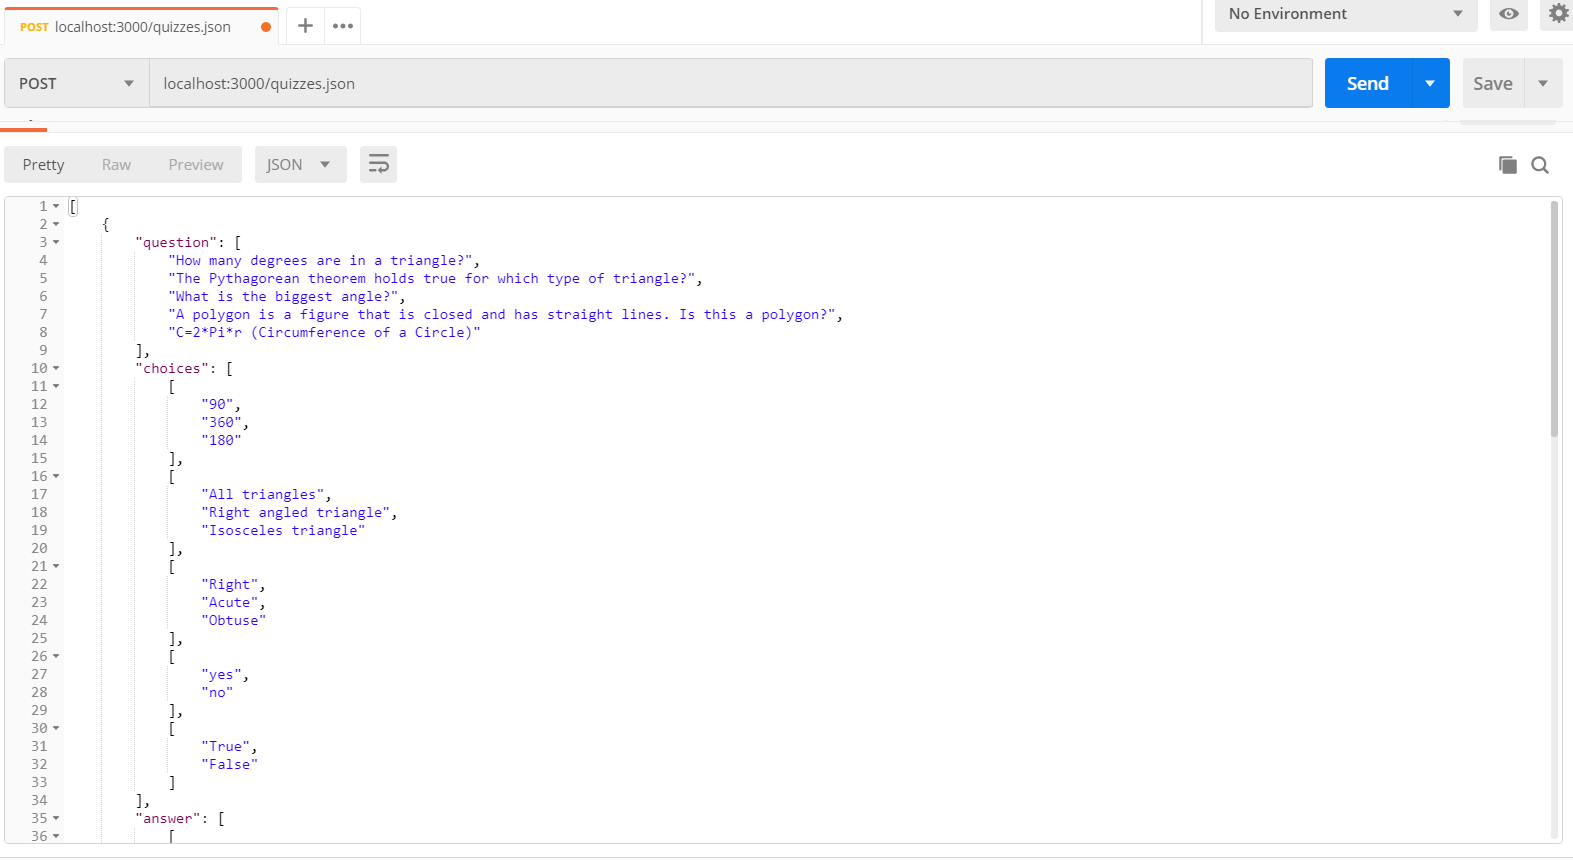 POST localhost:3000/quizzes.json
No Environment
POST localhost:3000/quizzes.json Send Save
Pretty Raw Preview JSON
1 [
2 {
3 "question": [
4 "How many degrees are in a triangle?",
5 "The Pythagorean theorem holds true for which type of triangle?",
6 "What is the biggest angle?",
7 "A polygon is a figure that is closed and has straight lines. Is this a polygon?",
8 "C=2*Pi*r (Circumference of a Circle)"
9 ],
10 "choices": [
11 [
12 "90",
13 "360",
14 "180"
15 ],
16 [
17 "All triangles",
18 "Right angled triangle",
19 "Isosceles triangle"
20 ],
21 [
22 "Right",
23 "Acute",
24 "Obtuse"
25 ],
26 [
27 "yes",
28 "no"
29 ],
30 [
31 "True",
32 "False"
33 ]
34 ],
35 "answer": [
36 [